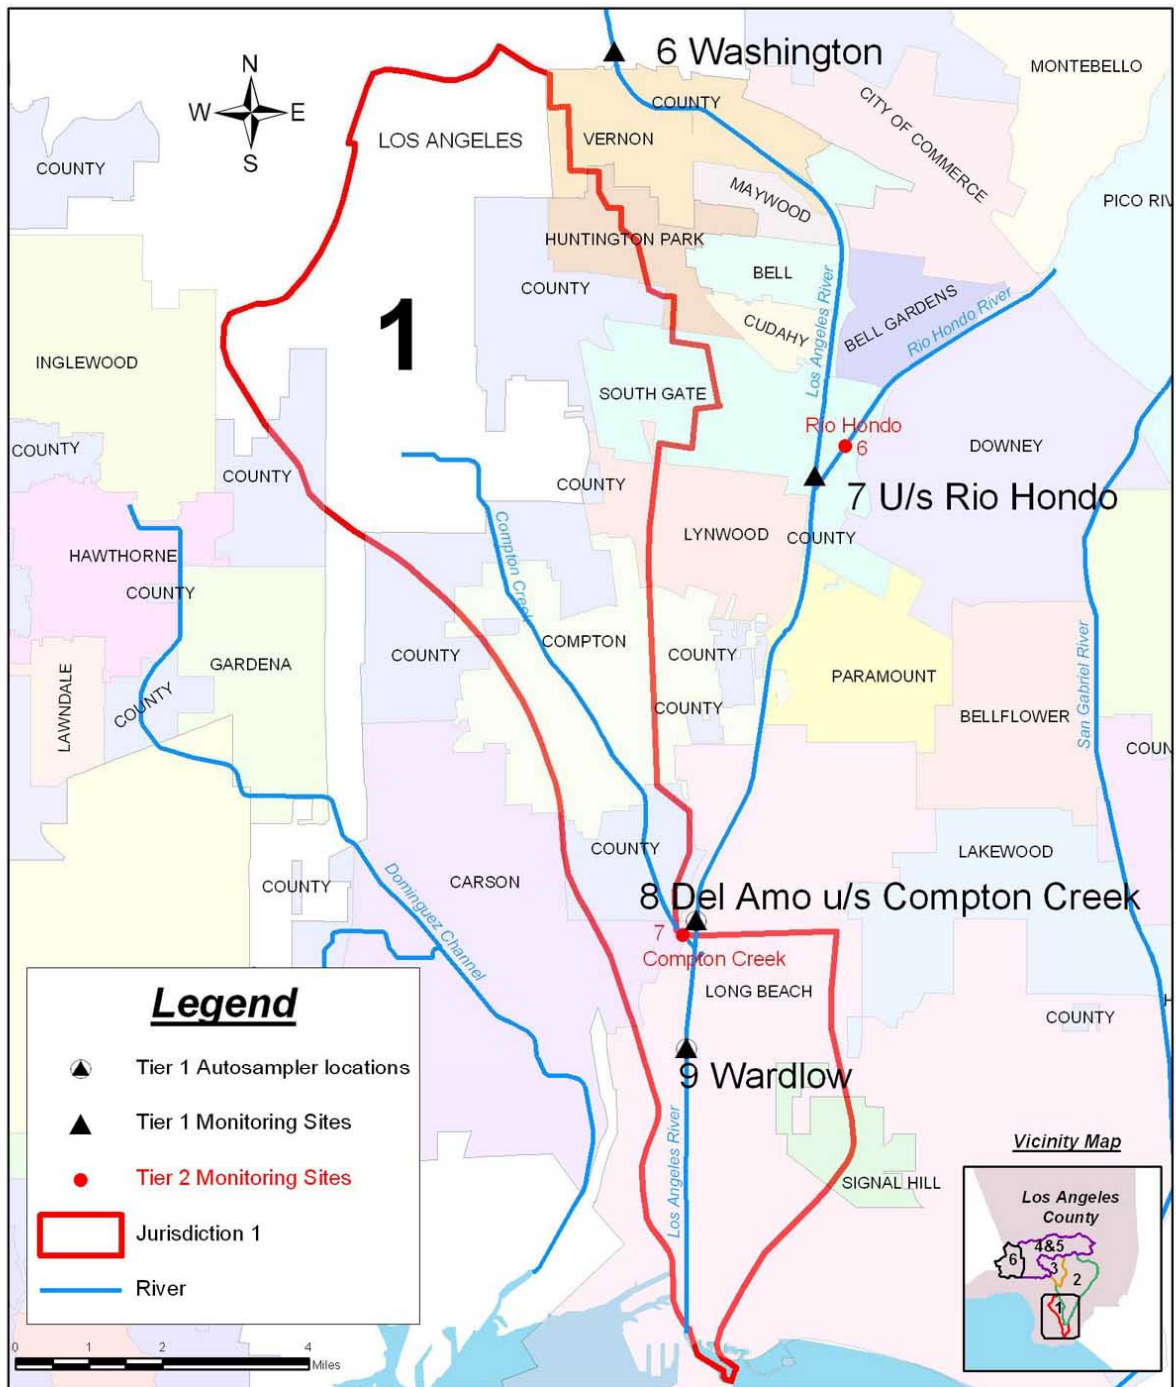 6 Washington
MONTEBELLO
N
W E
S
COUNTY
CITY OF COMMERCE
LOS ANGELES
VERNON
COUNTY
MAYWOOD
PICO RIV
HUNTINGTON PARK
BELL
COUNTY
Los Angeles River
BELL GARDENS
Rio Hondo River
1
CUDAHY
INGLEWOOD
SOUTH GATE
Rio Hondo
6
DOWNEY
COUNTY
COUNTY
COUNTY
7 U/s Rio Hondo
Compton Creek
LYNWOOD
COUNTY
HAWTHORNE
COUNTY
GARDENA
COUNTY
COMPTON
COUNTY
PARAMOUNT
LAWNDALE
COUNTY
COUNTY
BELLFLOWER
San Gabriel River
COUN
COUNTY
LAKEWOOD
COUNTY
CARSON
Dominguez Channel
8 Del Amo u/s Compton Creek
7
Compton Creek
LONG BEACH
H
COUNTY
9 Wardlow
Los Angeles River
SIGNAL HILL
Legend
Tier 1 Autosampler locations
Tier 1 Monitoring Sites
Tier 2 Monitoring Sites
Jurisdiction 1
River
0 1 2 4
Miles
Vicinity Map
Los Angeles
County
4&5
6
3
2
1